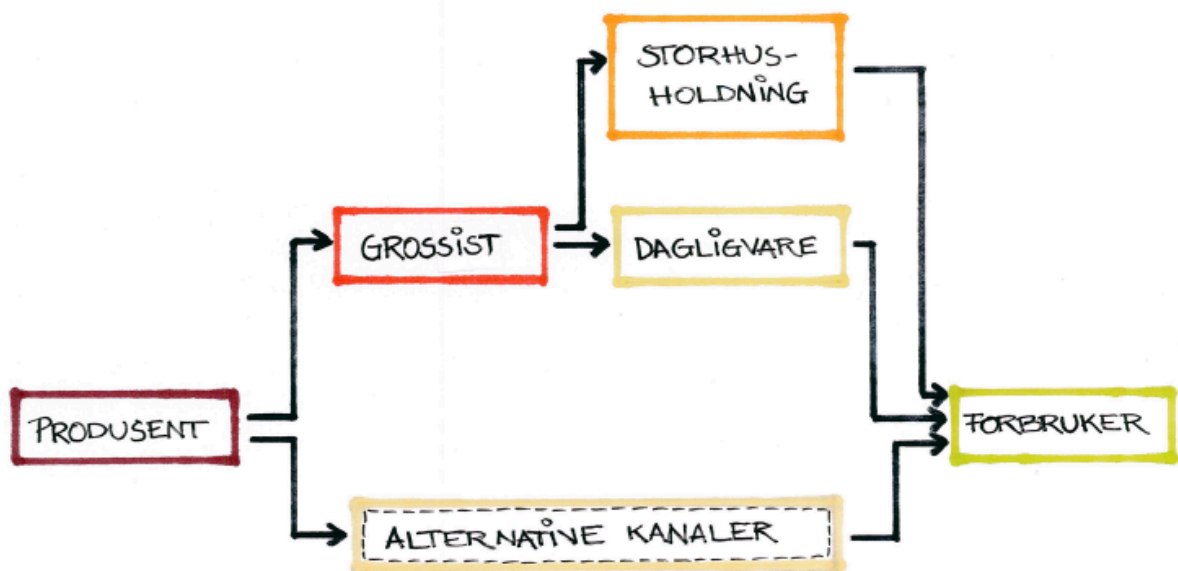 STORHUS-
HOLDNING
GROSSIST
DAGLIGVARE
PRODUSENT
FORBRUKER
ALTERNATIVE KANALER